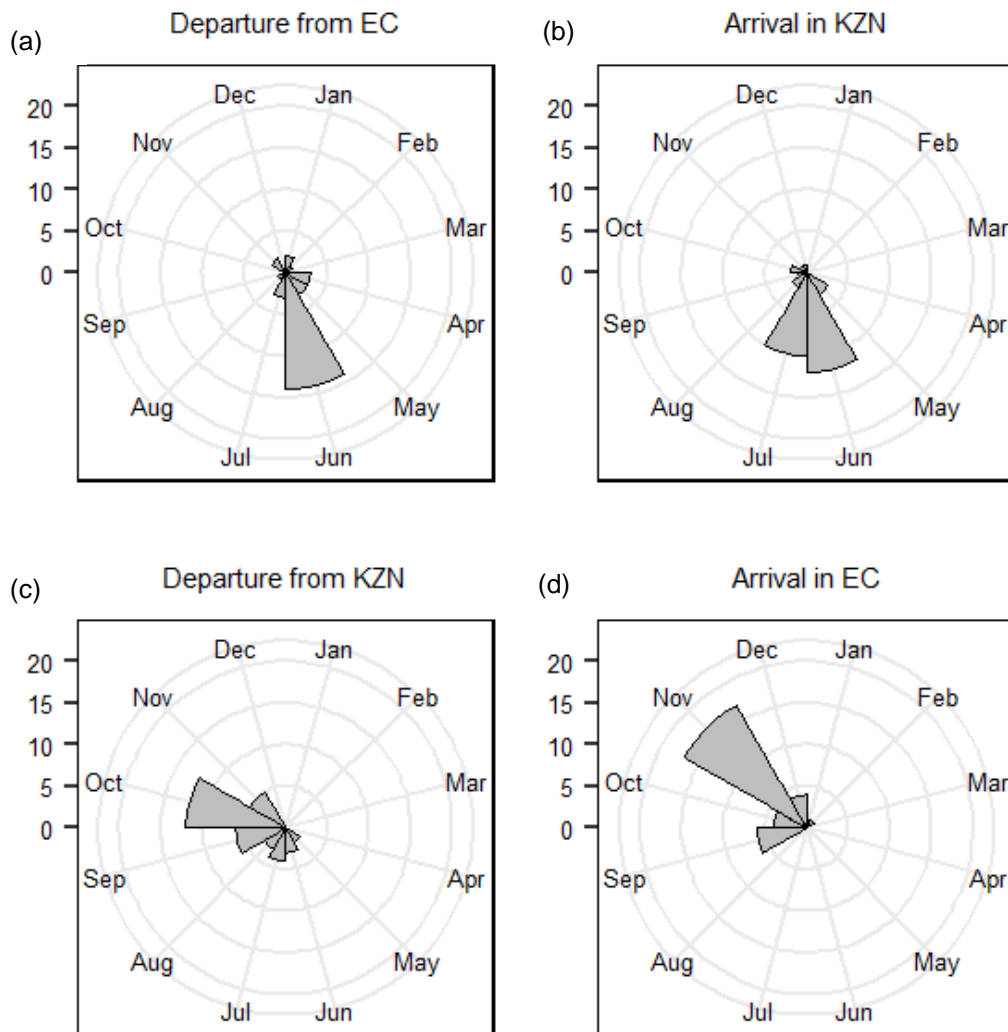 (a) Departure from EC
20
15
10
5
0
Dec Jan
Nov Feb
Oct Mar
Sep Apr
Aug May
Jul Jun
(b) Arrival in KZN
20
15
10
5
0
Dec Jan
Nov Feb
Oct Mar
Sep Apr
Aug May
Jul Jun
(c) Departure from KZN
20
15
10
5
0
Dec Jan
Nov Feb
Oct Mar
Sep Apr
Aug May
Jul Jun
(d) Arrival in EC
20
15
10
5
0
Dec Jan
Nov Feb
Oct Mar
Sep Apr
Aug May
Jul Jun